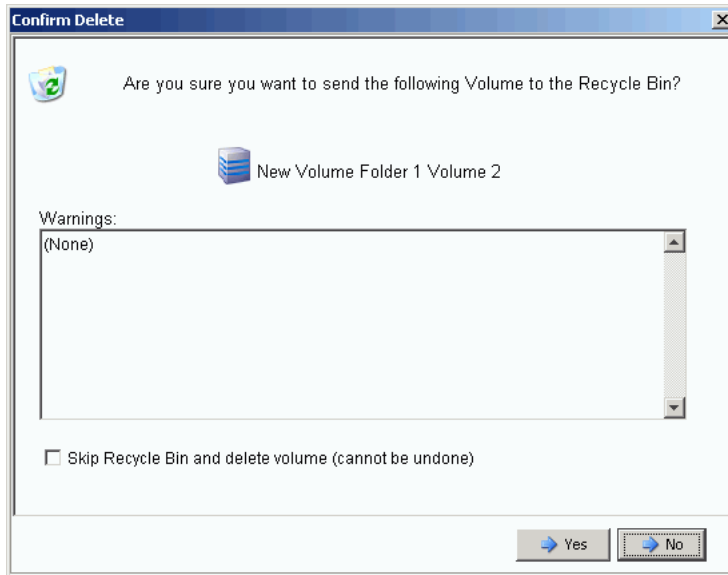 Confirm Delete
Are you sure you want to send the following Volume to the Recycle Bin?
New Volume Folder 1 Volume 2
Warnings:
(None)
Skip Recycle Bin and delete volume (cannot be undone)
Yes
No